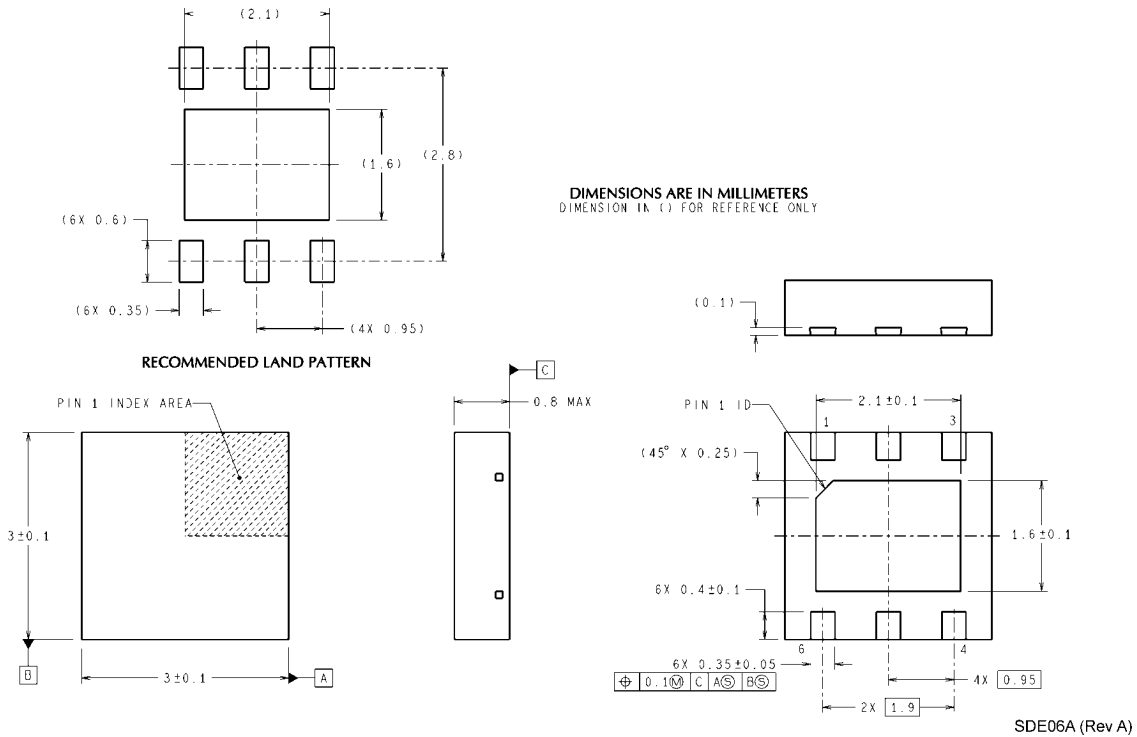 (2.1)
(1.6)
(2.8)
(6X 0.6)
(6X 0.35)
(4X 0.95)
RECOMMENDED LAND PATTERN
DIMENSIONS ARE IN MILLIMETERS
DIMENSION IN () FOR REFERENCE ONLY
(0.1)
PIN 1 INDEX AREA
3±0.1
B
3±0.1
A
C
0.8 MAX
PIN 1 ID
2.1±0.1
1
3
(45° X 0.25)
1.6±0.1
6X 0.4±0.1
6
4
6X 0.35±0.05
⌖ 0.1Ⓜ C AⓈ BⓈ
4X 0.95
2X 1.9
SDE06A (Rev A)